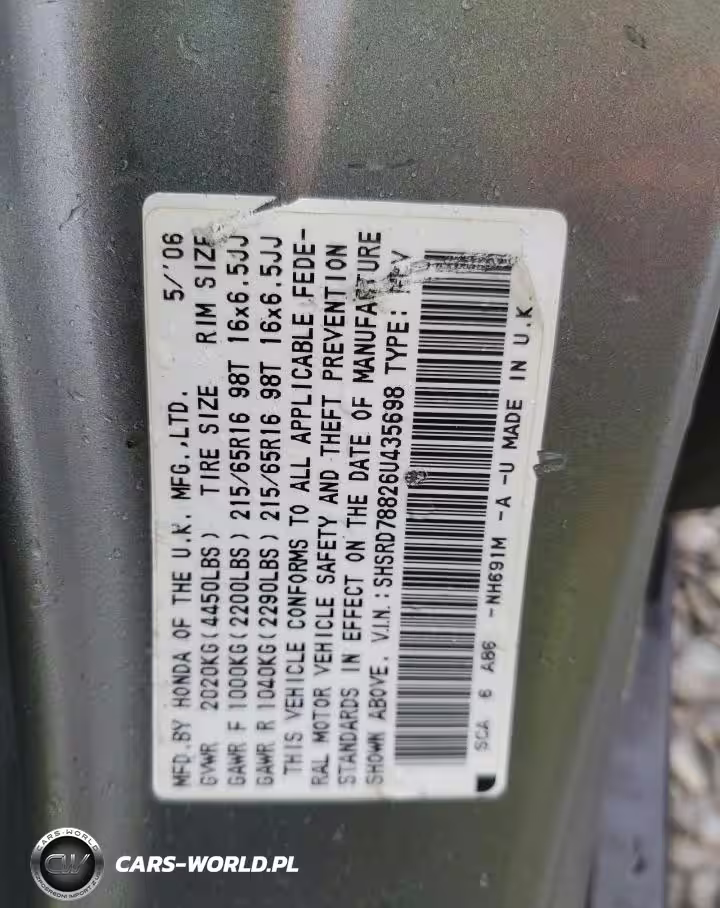 MFD.BY HONDA OF THE U.K. MFG.,LTD. 5/'06
GVWR 2020KG(4450LBS) TIRE SIZE RIM SIZE
GAWR F 1000KG(2200LBS) 215/65R16 98T 16x6.5JJ
GAWR R 1040KG(2290LBS) 215/65R16 98T 16x6.5JJ
THIS VEHICLE CONFORMS TO ALL APPLICABLE FEDE-
RAL MOTOR VEHICLE SAFETY AND THEFT PREVENTION
STANDARDS IN EFFECT ON THE DATE OF MANUFACTURE
SHOWN ABOVE. V.I.N.: SHSRD78826U435698 TYPE:
SCA 6 A86 -NH691M -A -U MADE IN U.K.
CARS-WORLD
CW
CARS-WORLD.PL